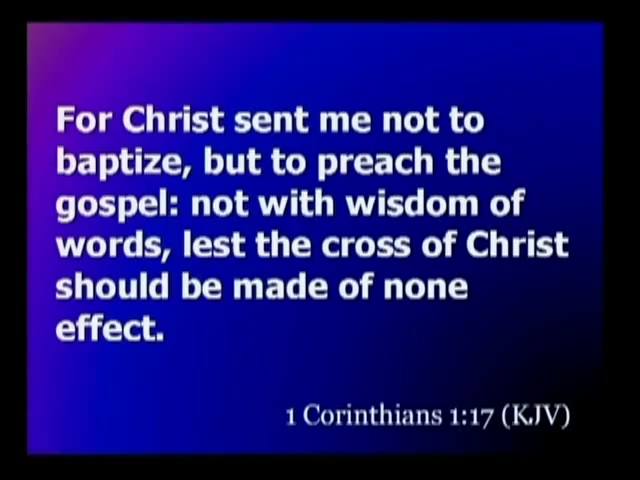 For Christ sent me not to
baptize, but to preach the
gospel: not with wisdom of
words, lest the cross of Christ
should be made of none
effect.
1 Corinthians 1:17 (KJV)